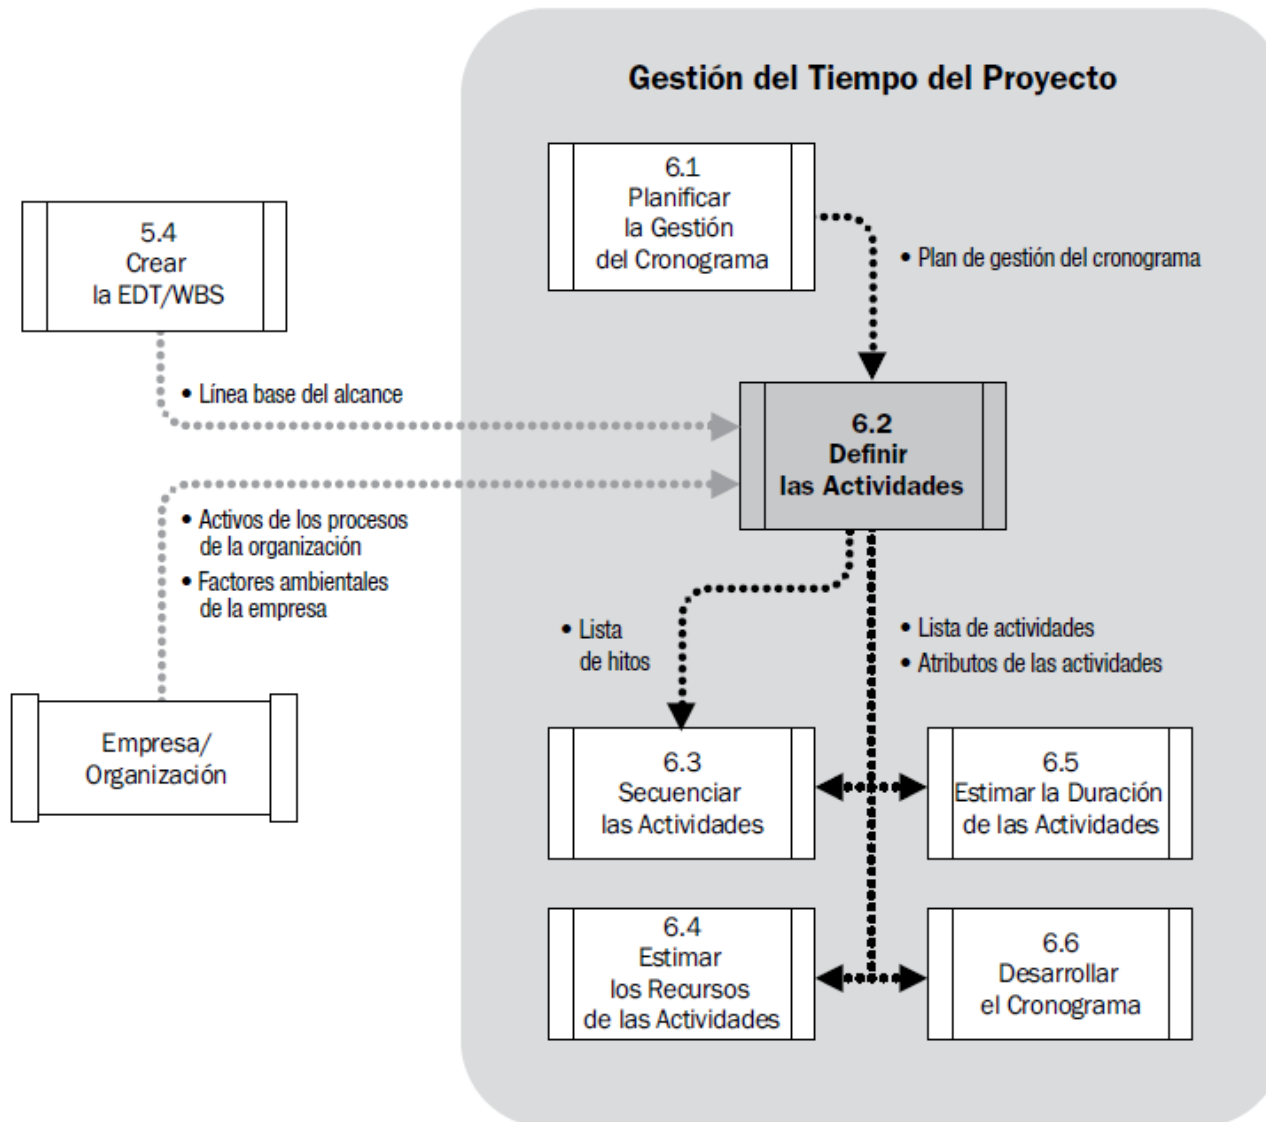 Gestión del Tiempo del Proyecto
6.1
Planificar
la Gestión
del Cronograma
5.4
Crear
la EDT/WBS
• Plan de gestión del cronograma
• Línea base del alcance
6.2
Definir
las Actividades
• Activos de los procesos
de la organización
• Factores ambientales
de la empresa
• Lista
de hitos
• Lista de actividades
• Atributos de las actividades
Empresa/
Organización
6.3
Secuenciar
las Actividades
6.5
Estimar la Duración
de las Actividades
6.4
Estimar
los Recursos
de las Actividades
6.6
Desarrollar
el Cronograma